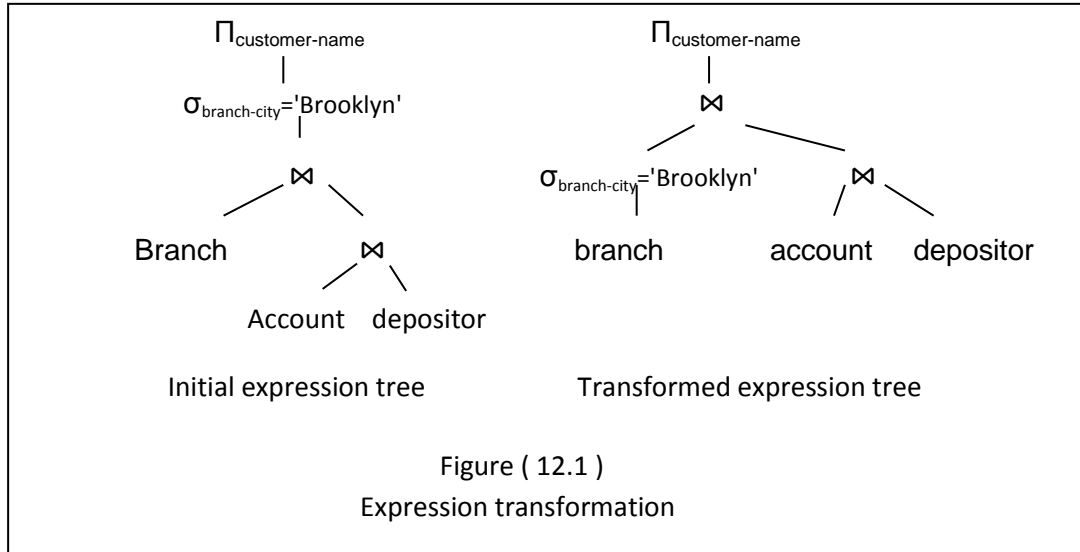 Πcustomer-name Πcustomer-name
σbranch-city='Brooklyn' ⋈
⋈ σbranch-city='Brooklyn' ⋈
Branch ⋈ branch account depositor
Account depositor
Initial expression tree Transformed expression tree
Figure ( 12.1 )
Expression transformation